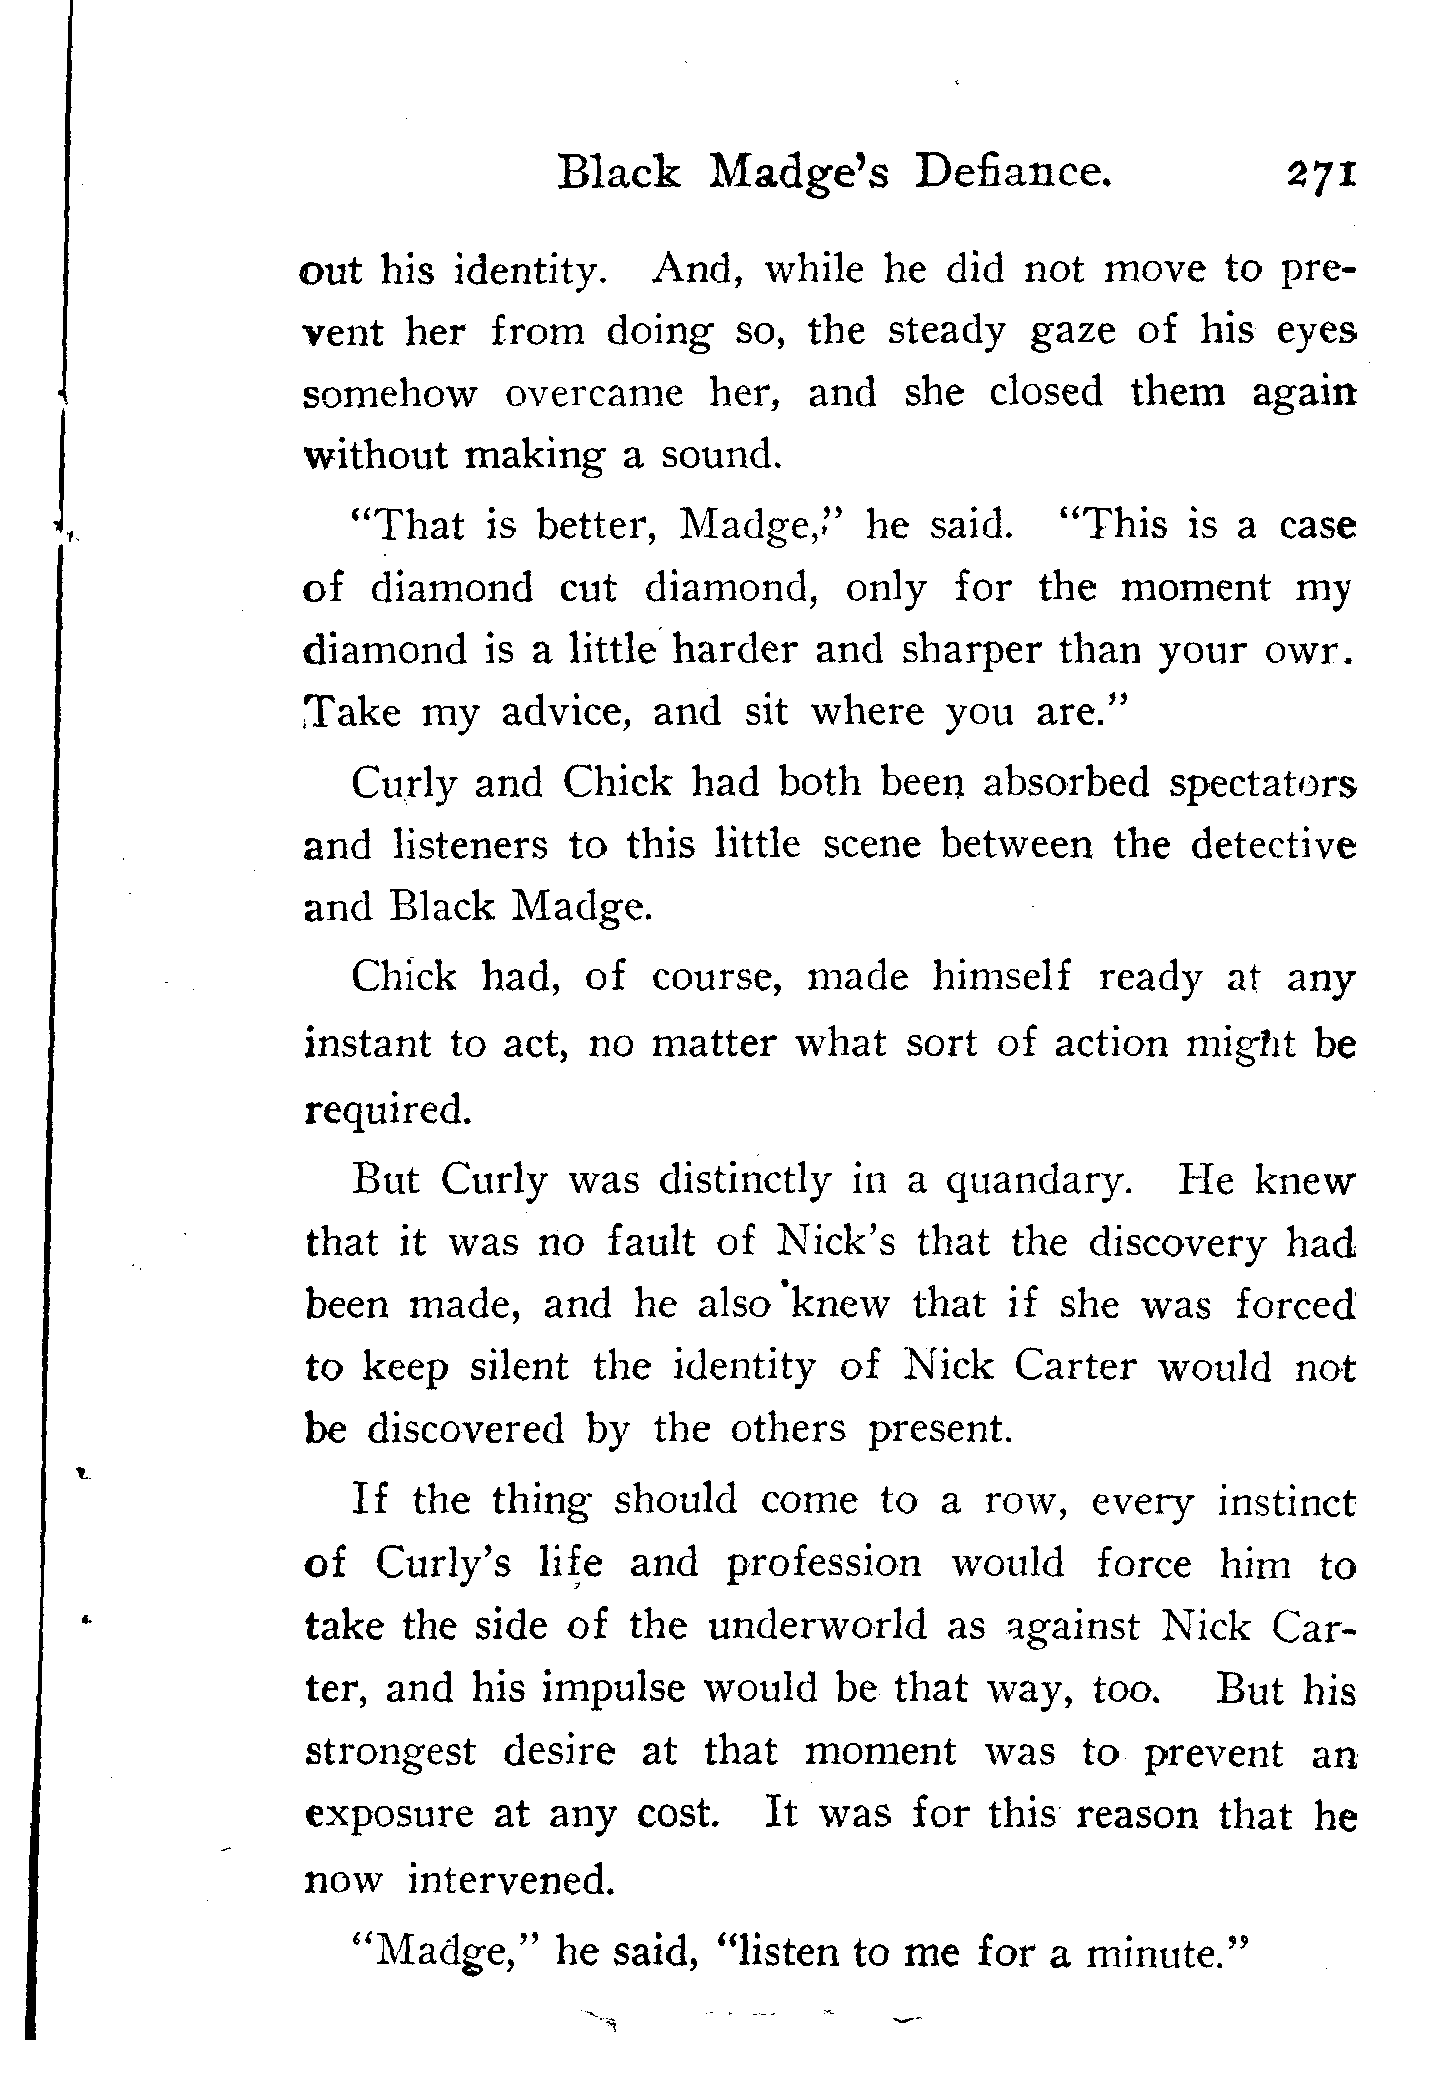 Black Madge's Defiance. 271
out his identity. And, while he did not move to pre-
vent her from doing so, the steady gaze of his eyes
somehow overcame her, and she closed them again
without making a sound.
"That is better, Madge," he said. "This is a case
of diamond cut diamond, only for the moment my
diamond is a little harder and sharper than your own.
Take my advice, and sit where you are."
Curly and Chick had both been absorbed spectators
and listeners to this little scene between the detective
and Black Madge.
Chick had, of course, made himself ready at any
instant to act, no matter what sort of action might be
required.
But Curly was distinctly in a quandary. He knew
that it was no fault of Nick's that the discovery had
been made, and he also knew that if she was forced
to keep silent the identity of Nick Carter would not
be discovered by the others present.
If the thing should come to a row, every instinct
of Curly's life and profession would force him to
take the side of the underworld as against Nick Car-
ter, and his impulse would be that way, too. But his
strongest desire at that moment was to prevent an
exposure at any cost. It was for this reason that he
now intervened.
"Madge," he said, "listen to me for a minute."